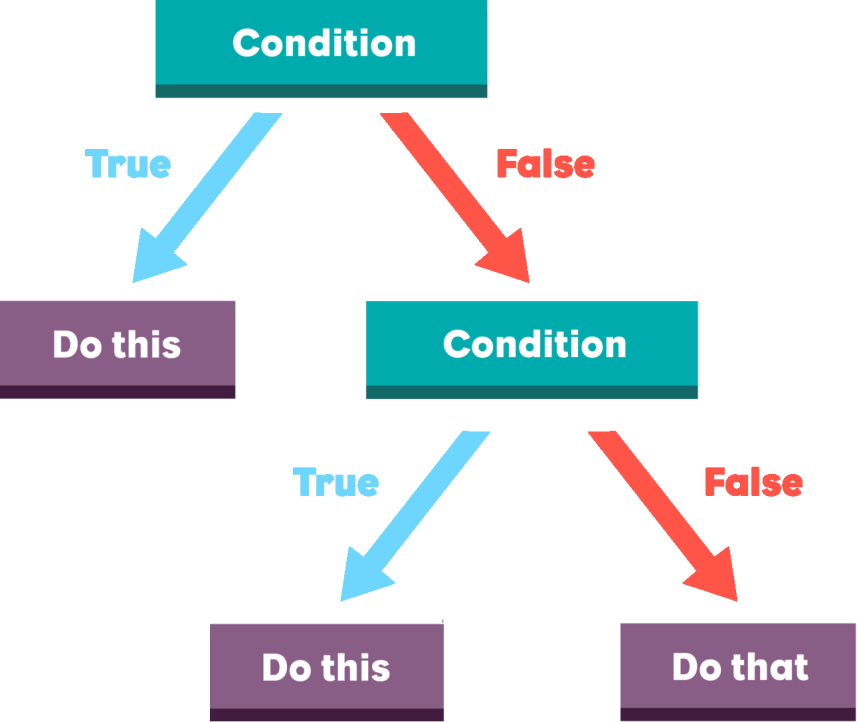 Condition
True
False
Do this
Condition
True
False
Do this
Do that